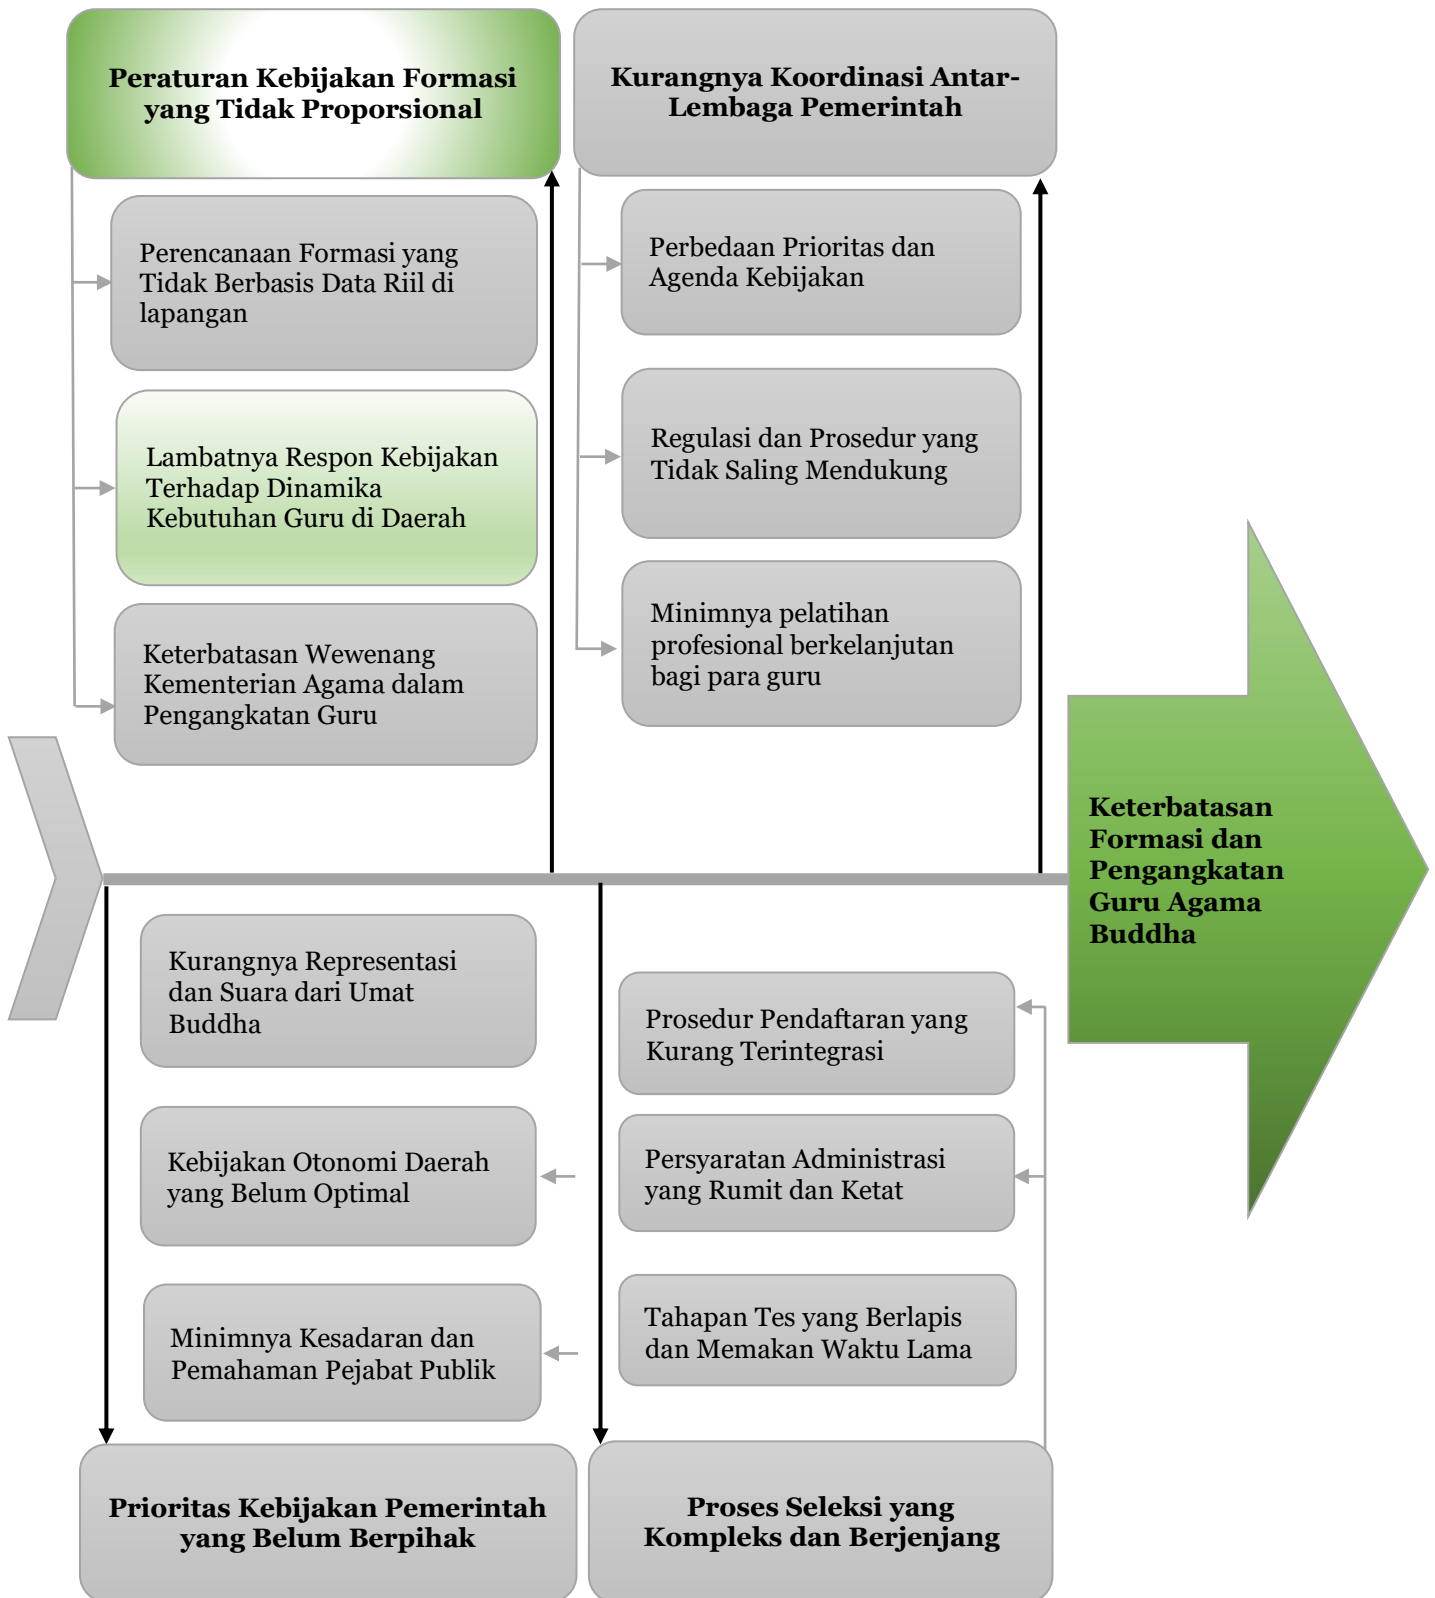 Peraturan Kebijakan Formasi
yang Tidak Proporsional
Perencanaan Formasi yang
Tidak Berbasis Data Riil di
lapangan
Lambatnya Respon Kebijakan
Terhadap Dinamika
Kebutuhan Guru di Daerah
Keterbatasan Wewenang
Kementerian Agama dalam
Pengangkatan Guru
Kurangnya Koordinasi Antar-
Lembaga Pemerintah
Perbedaan Prioritas dan
Agenda Kebijakan
Regulasi dan Prosedur yang
Tidak Saling Mendukung
Minimnya pelatihan
profesional berkelanjutan
bagi para guru
Keterbatasan
Formasi dan
Pengangkatan
Guru Agama
Buddha
Kurangnya Representasi
dan Suara dari Umat
Buddha
Kebijakan Otonomi Daerah
yang Belum Optimal
Minimnya Kesadaran dan
Pemahaman Pejabat Publik
Prioritas Kebijakan Pemerintah
yang Belum Berpihak
Prosedur Pendaftaran yang
Kurang Terintegrasi
Persyaratan Administrasi
yang Rumit dan Ketat
Tahapan Tes yang Berlapis
dan Memakan Waktu Lama
Proses Seleksi yang
Kompleks dan Berjenjang